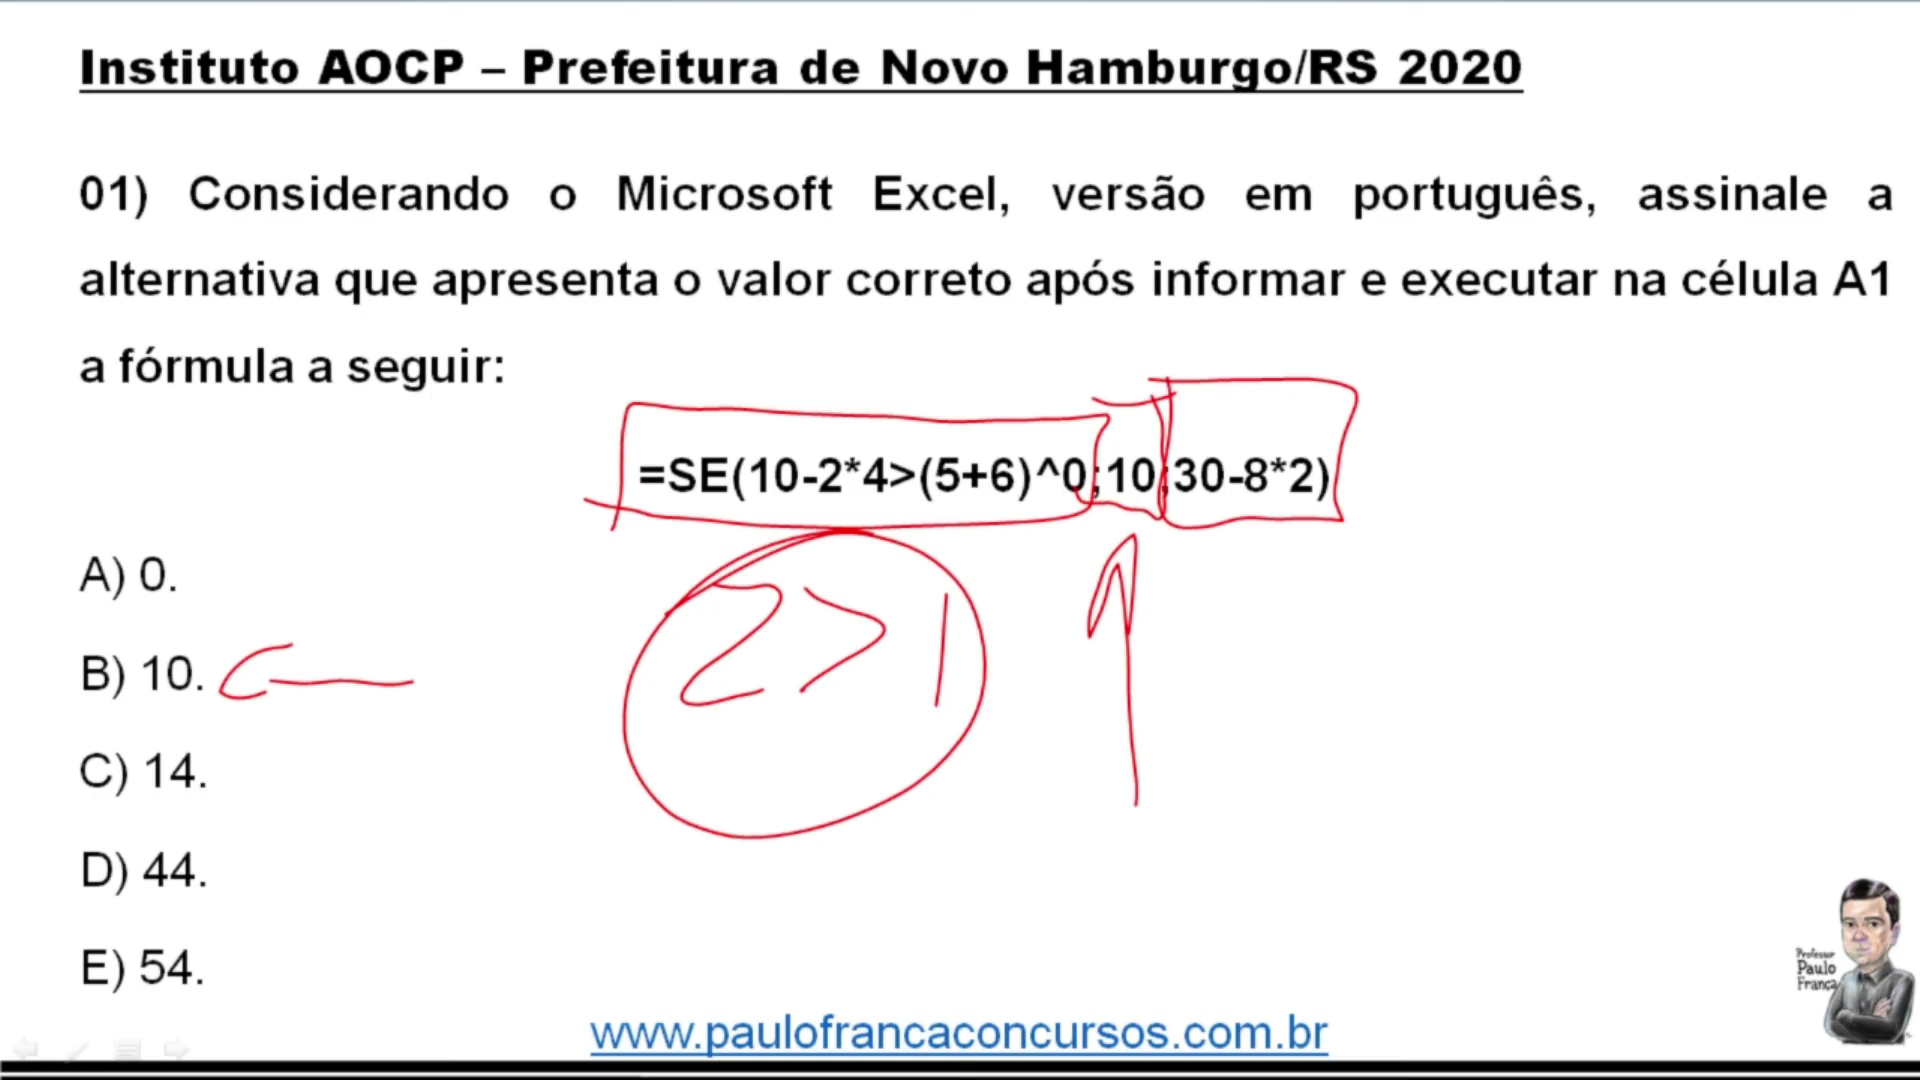 Instituto AOCP – Prefeitura de Novo Hamburgo/RS 2020
01) Considerando o Microsoft Excel, versão em português, assinale a
alternativa que apresenta o valor correto após informar e executar na célula A1
a fórmula a seguir:
=SE(10-2*4>(5+6)^0;10;30-8*2)
2>1
A) 0.
B) 10.
C) 14.
D) 44.
E) 54.
Professor
Paulo
França
www.paulofrancaconcursos.com.br